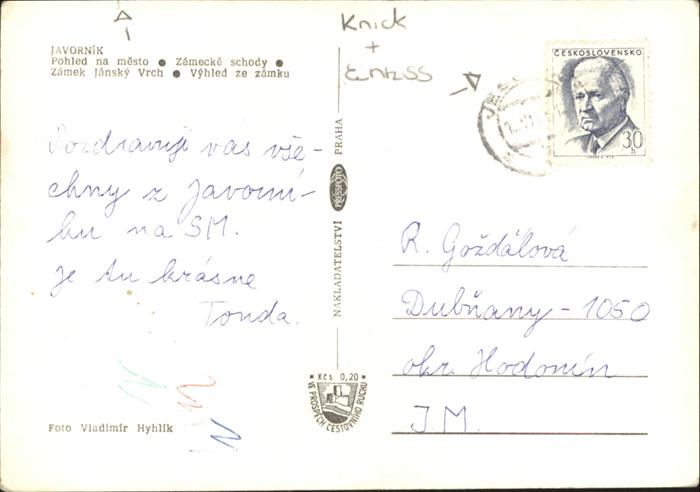 Knick
+
JAVORNÍK
Pohled na město ● Zámecké schody ●
Zámek Jánský Vrch ● Výhled ze zámku
ČESKOSLOVENSKO
30
h
Pozdravuji vás vše-
chny z Javorní-
ku na SM.
je tu krásne
Tonda.
NAKLADATELSTVÍ PRESSFOTO PRAHA
R. Gožďálová
Dubňany - 1050
okr. Hodonín
J.M.
Kčs 0,20
VE PROSPĚCH CESTOVNÍHO RUCHU
Foto Vladimír Hyhlík
N
N